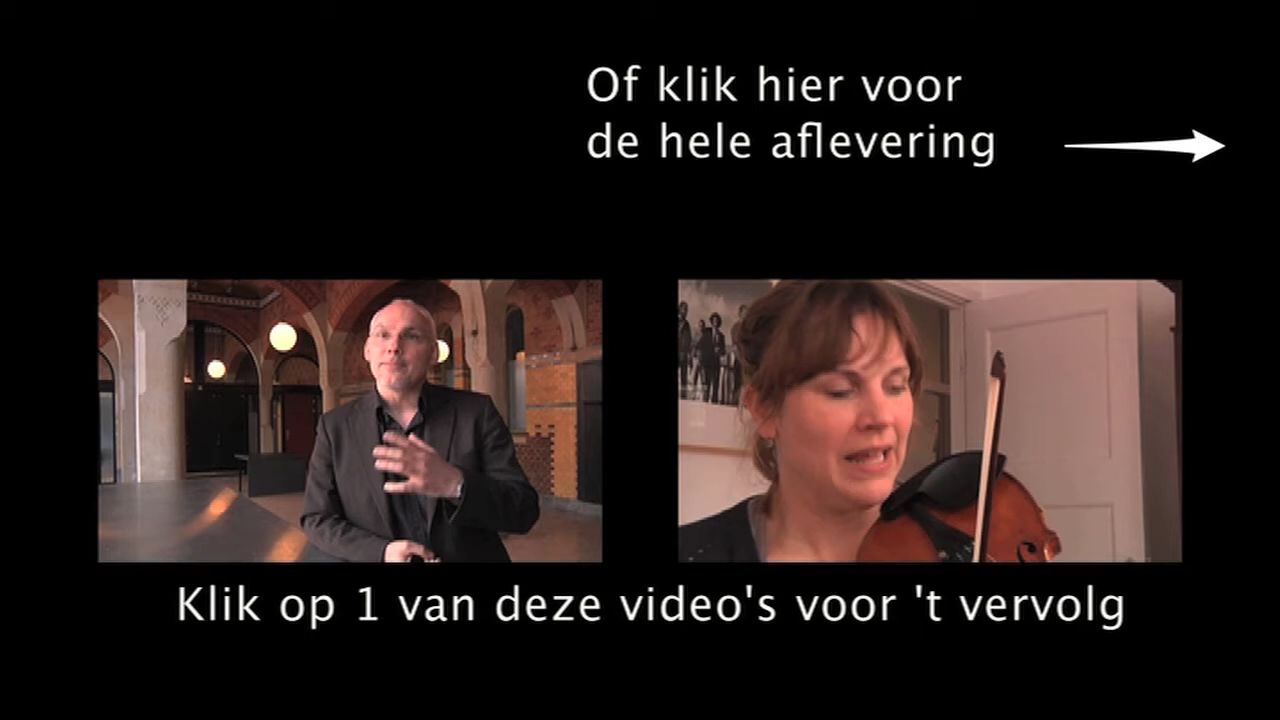 Of klik hier voor
de hele aflevering
Klik op 1 van deze video's voor 't vervolg